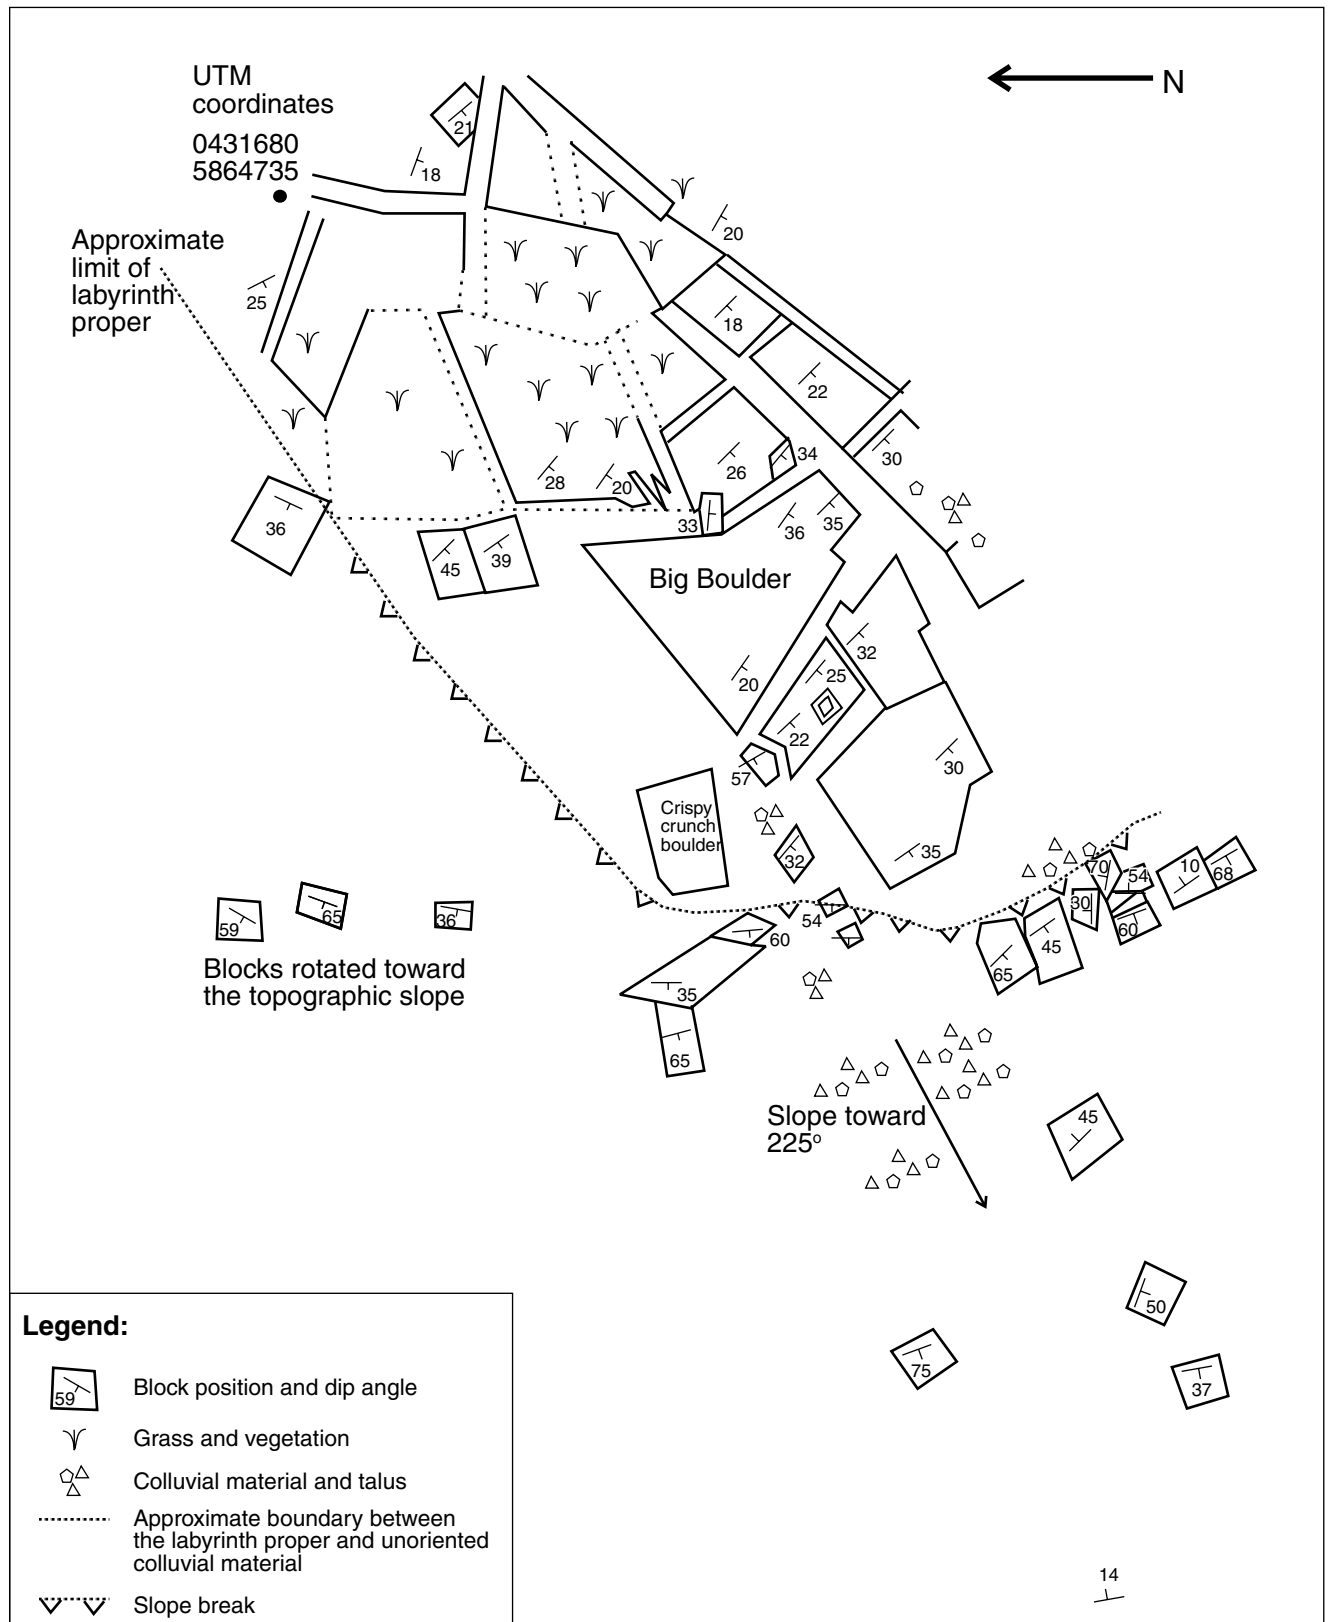 UTM
coordinates
0431680
5864735
N
Approximate
limit of
labyrinth
proper
21
18
20
25
18
22
30
34
26
28
20
33
36
35
36
45
39
Big Boulder
32
25
20
22
57
30
35
Crispy
crunch
boulder
32
54
60
35
65
59
65
36
Blocks rotated toward
the topographic slope
70
54
10
68
30
60
45
65
Slope toward
225º
45
50
75
37
14
Legend:
59
Block position and dip angle
Grass and vegetation
Colluvial material and talus
Approximate boundary between
the labyrinth proper and unoriented
colluvial material
Slope break